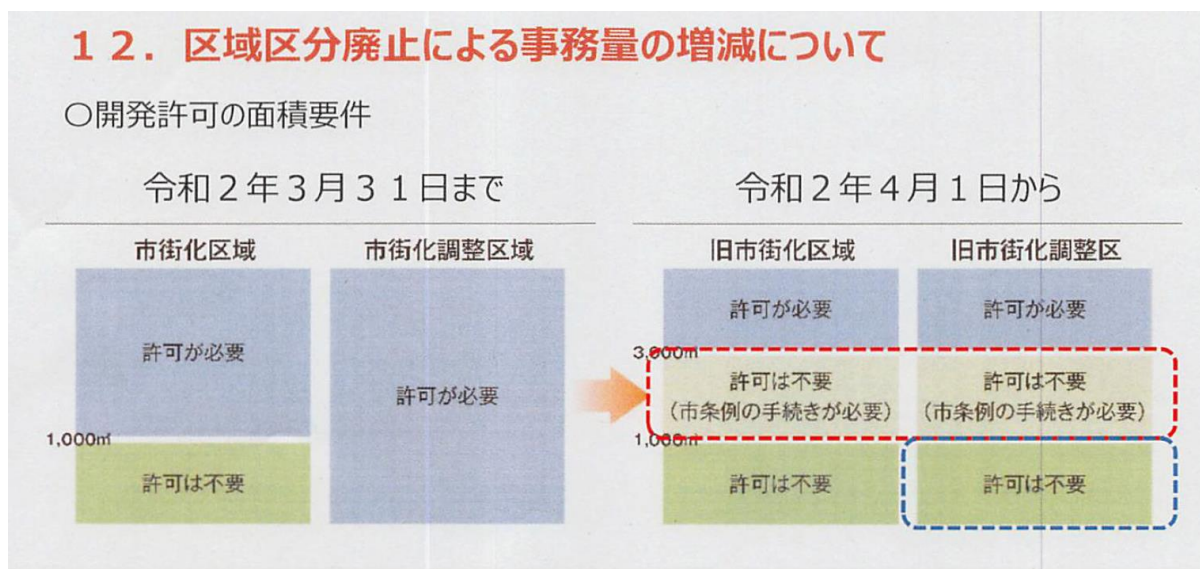 １２．区域区分廃止による事務量の増減について
〇開発許可の面積要件
令和２年３月３１日まで
市街化区域
市街化調整区域
許可が必要
許可が必要
1,000㎡
許可は不要
令和２年４月１日から
旧市街化区域
旧市街化調整区
許可が必要
許可が必要
3,000㎡
許可は不要
（市条例の手続きが必要）
許可は不要
（市条例の手続きが必要）
1,000㎡
許可は不要
許可は不要